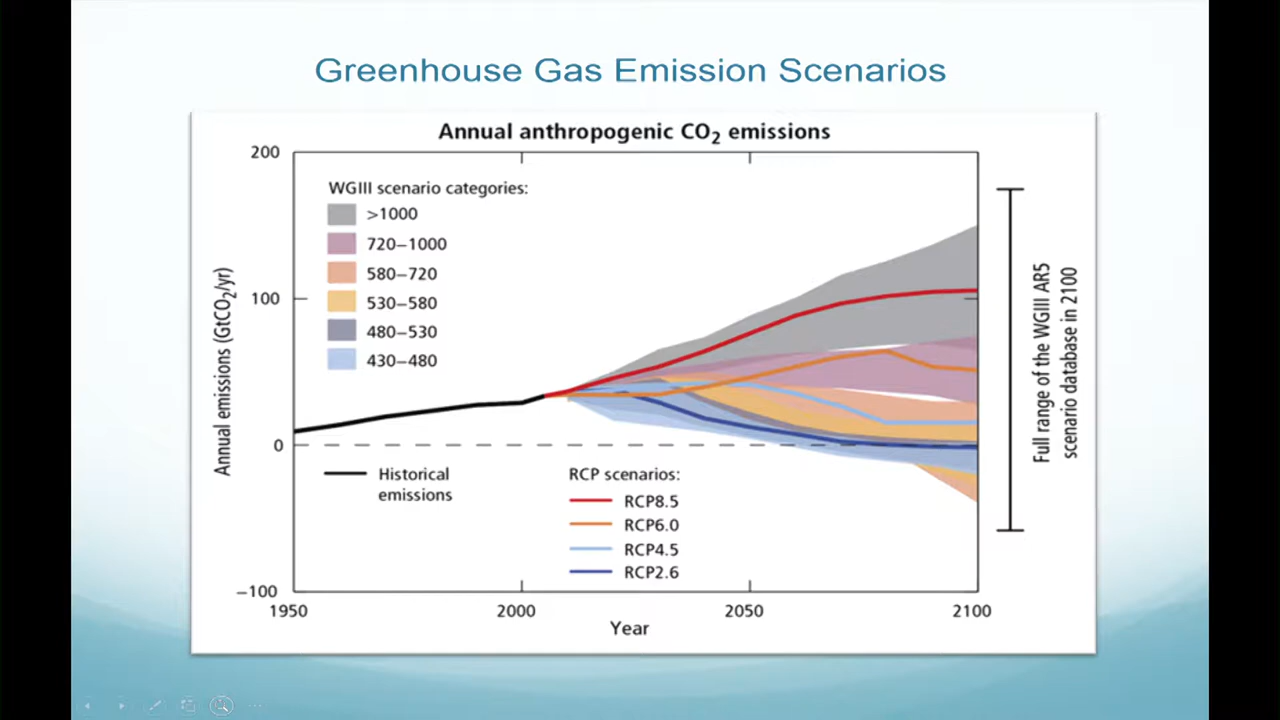 Greenhouse Gas Emission Scenarios
Annual anthropogenic CO2 emissions
200
100
0
−100
Annual emissions (GtCO2/yr)
WGIII scenario categories:
>1000
720−1000
580−720
530−580
480−530
430−480
Historical
emissions
RCP scenarios:
RCP8.5
RCP6.0
RCP4.5
RCP2.6
1950
2000
2050
2100
Year
Full range of the WGIII AR5
scenario database in 2100